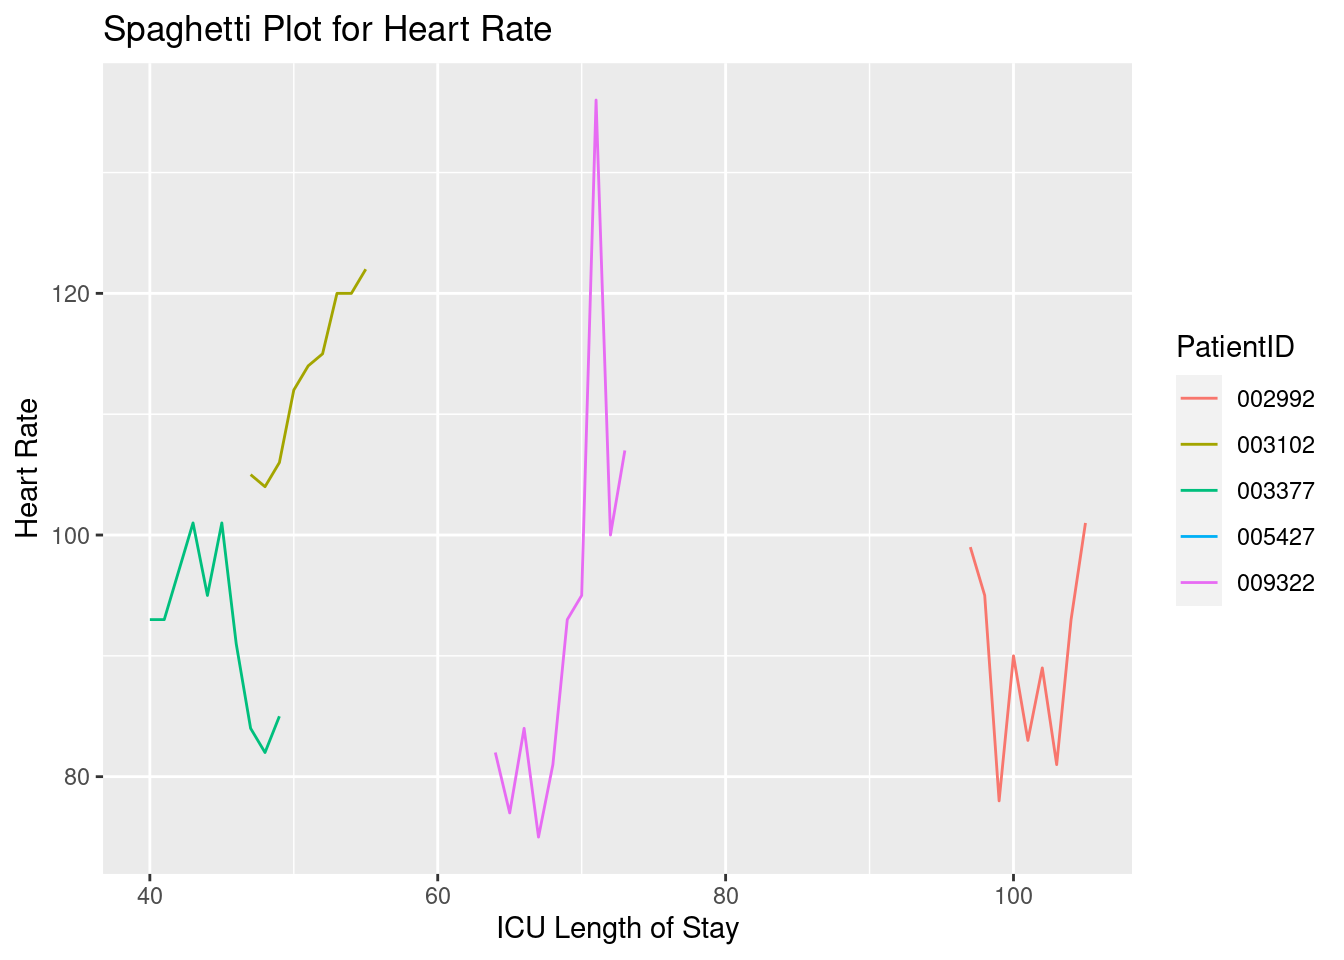 Spaghetti Plot for Heart Rate
120
100
80
Heart Rate
40 60 80 100
ICU Length of Stay
PatientID
002992
003102
003377
005427
009322